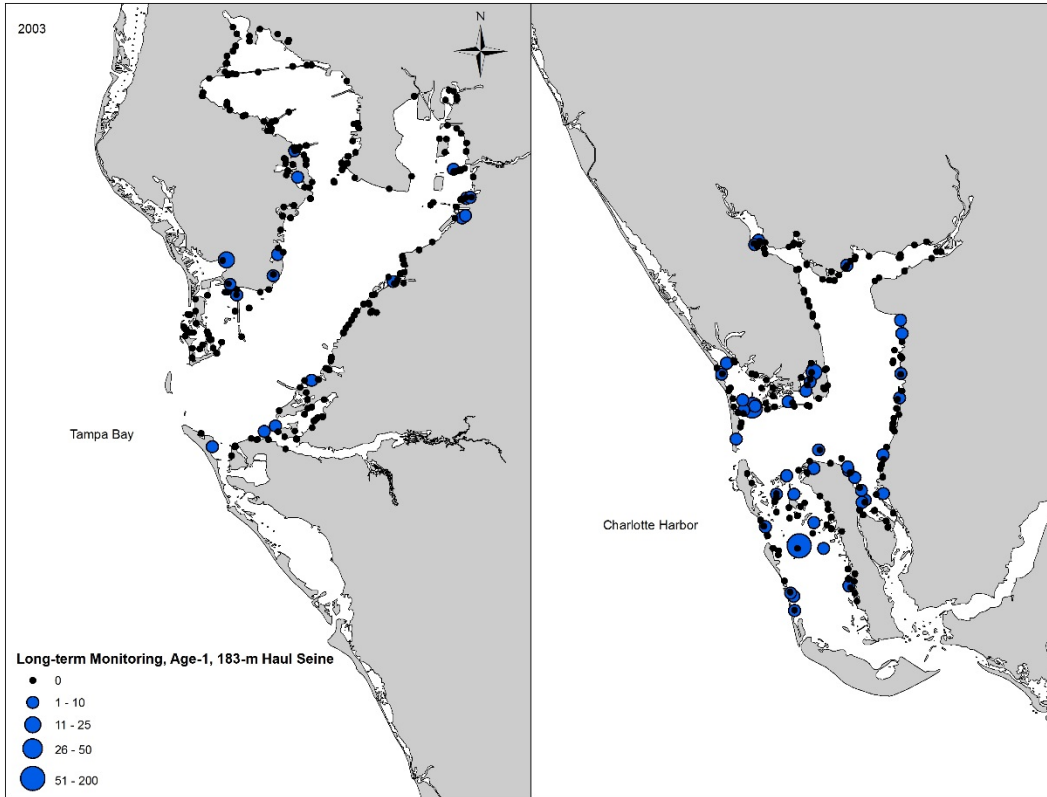 2003
N
Tampa Bay
Charlotte Harbor
Long-term Monitoring, Age-1, 183-m Haul Seine
0
1 - 10
11 - 25
26 - 50
51 - 200